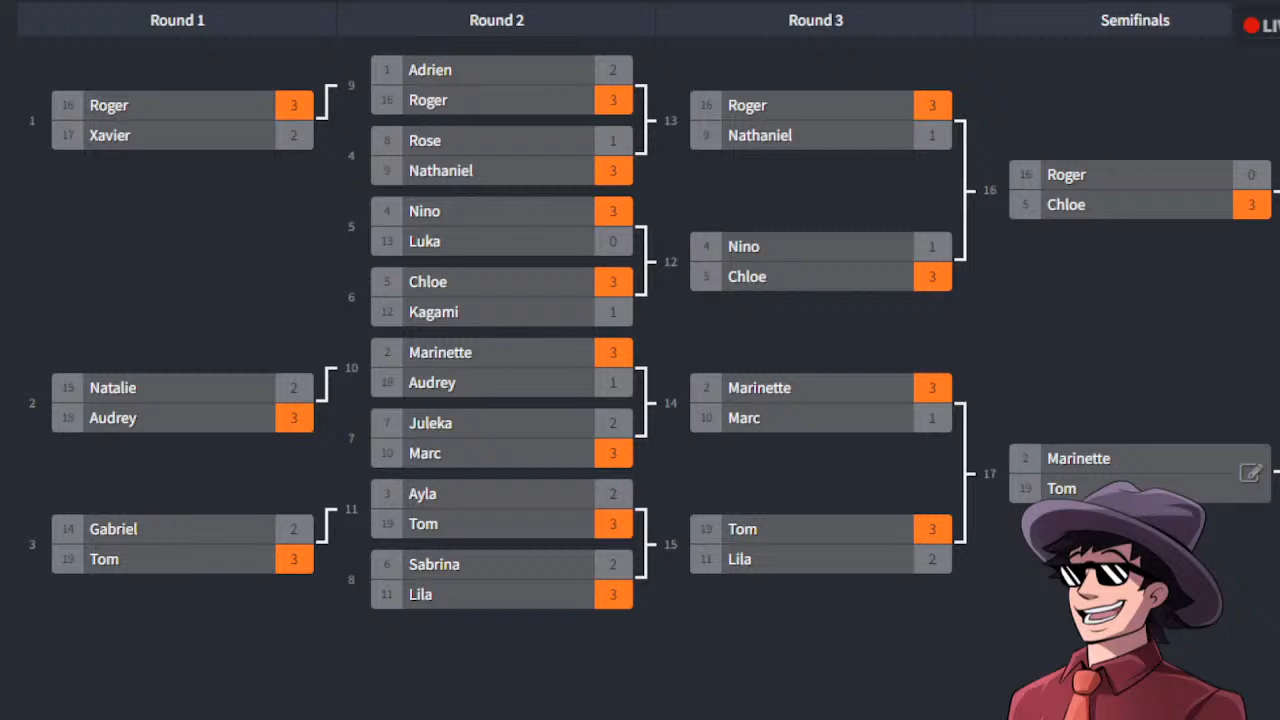 Round 1
Round 2
Round 3
Semifinals
LIV
1
16 Roger 3
17 Xavier 2
2
15 Natalie 2
18 Audrey 3
3
14 Gabriel 2
19 Tom 3
9
1 Adrien 2
16 Roger 3
4
8 Rose 1
9 Nathaniel 3
5
4 Nino 3
13 Luka 0
6
5 Chloe 3
12 Kagami 1
10
2 Marinette 3
18 Audrey 1
7
7 Juleka 2
10 Marc 3
11
3 Ayla 2
19 Tom 3
8
6 Sabrina 2
11 Lila 3
13
16 Roger 3
9 Nathaniel 1
12
4 Nino 1
5 Chloe 3
14
2 Marinette 3
10 Marc 1
15
19 Tom 3
11 Lila 2
16
16 Roger 0
5 Chloe 3
17
2 Marinette
19 Tom